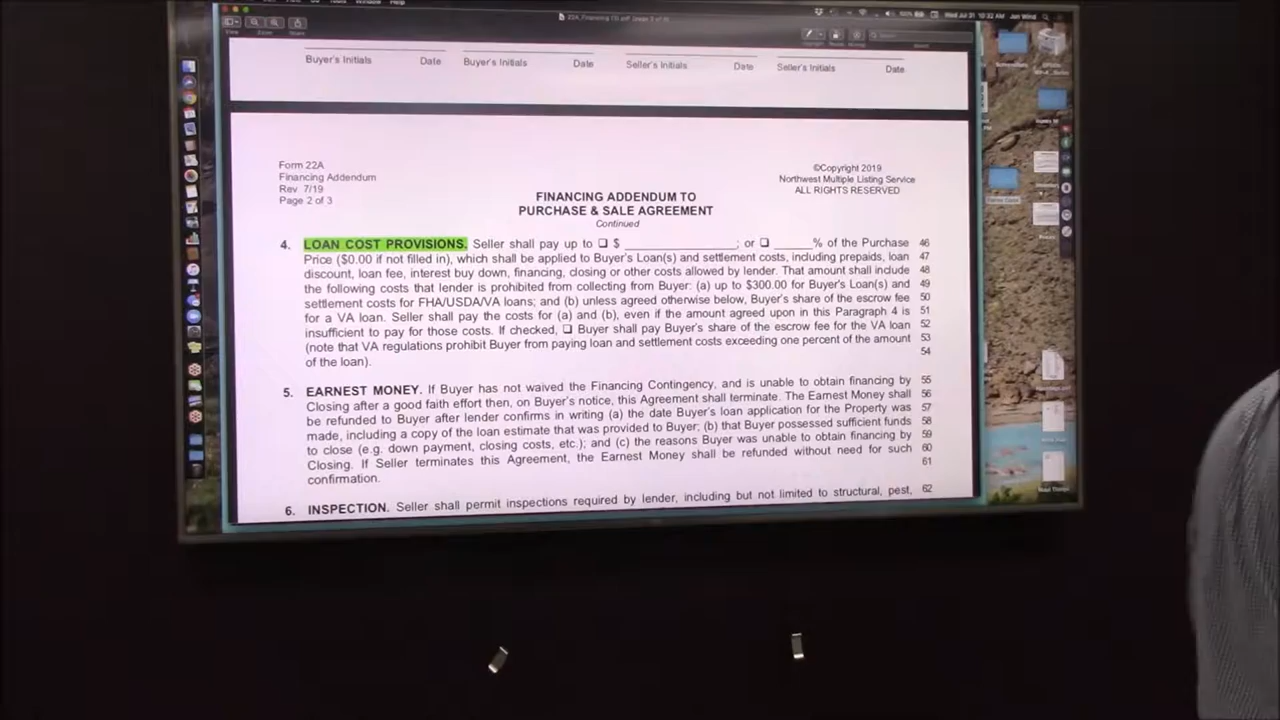 22A_Financing
Wed Jul 31 10:32 AM Jan Wind
Buyer's Initials Date Buyer's Initials Date Seller's Initials Date Seller's Initials Date
Form 22A
Financing Addendum
Rev 7/19
Page 2 of 3
©Copyright 2019
Northwest Multiple Listing Service
ALL RIGHTS RESERVED
FINANCING ADDENDUM TO
PURCHASE & SALE AGREEMENT
Continued
4. LOAN COST PROVISIONS. Seller shall pay up to ❑ $ ____________; or ❑ ______% of the Purchase 46
Price ($0.00 if not filled in), which shall be applied to Buyer's Loan(s) and settlement costs, including prepaids, loan 47
discount, loan fee, interest buy down, financing, closing or other costs allowed by lender. That amount shall include 48
the following costs that lender is prohibited from collecting from Buyer: (a) up to $300.00 for Buyer's Loan(s) and 49
settlement costs for FHA/USDA/VA loans; and (b) unless agreed otherwise below, Buyer's share of the escrow fee 50
for a VA loan. Seller shall pay the costs for (a) and (b), even if the amount agreed upon in this Paragraph 4 is 51
insufficient to pay for those costs. If checked, ❑ Buyer shall pay Buyer's share of the escrow fee for the VA loan 52
(note that VA regulations prohibit Buyer from paying loan and settlement costs exceeding one percent of the amount 53
of the loan). 54
5. EARNEST MONEY. If Buyer has not waived the Financing Contingency, and is unable to obtain financing by 55
Closing after a good faith effort then, on Buyer's notice, this Agreement shall terminate. The Earnest Money shall 56
be refunded to Buyer after lender confirms in writing (a) the date Buyer's loan application for the Property was 57
made, including a copy of the loan estimate that was provided to Buyer; (b) that Buyer possessed sufficient funds 58
to close (e.g. down payment, closing costs, etc.); and (c) the reasons Buyer was unable to obtain financing by 59
Closing. If Seller terminates this Agreement, the Earnest Money shall be refunded without need for such 60
confirmation. 61
6. INSPECTION. Seller shall permit inspections required by lender, including but not limited to structural, pest, 62